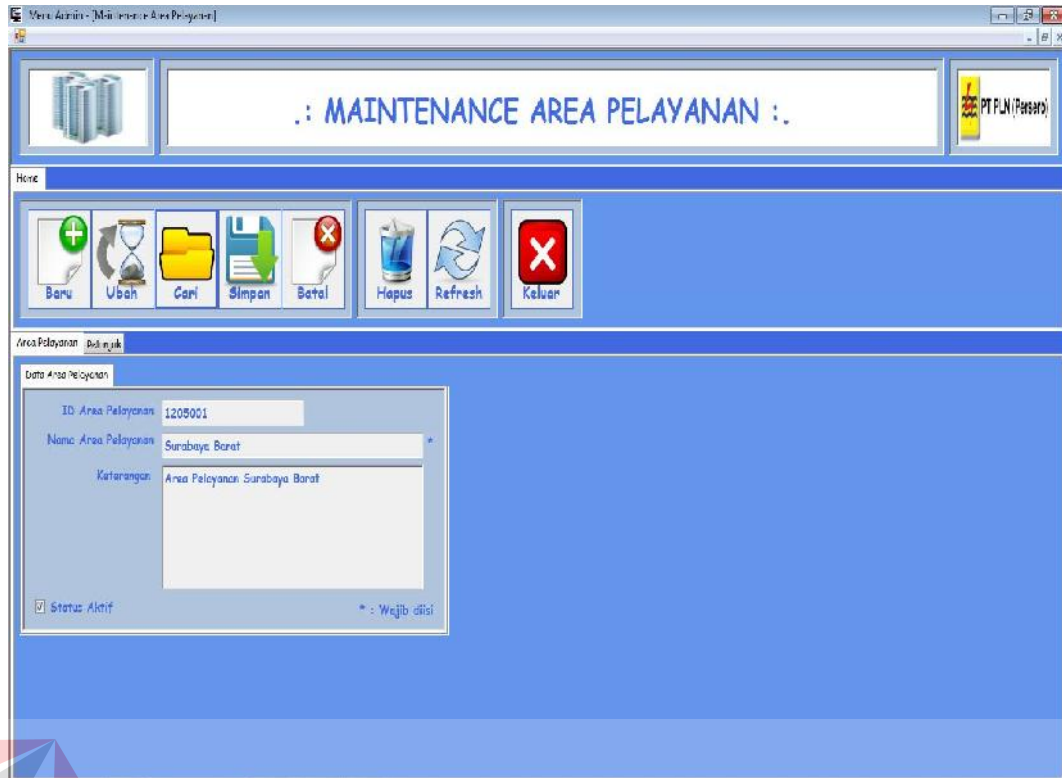 Menu Admin - [Maintenance Area Pelayanan]
.: MAINTENANCE AREA PELAYANAN :.
PT PLN (Persero)
Home
Baru Ubah Cari Simpan Batal Hapus Refresh Keluar
Area Pelayanan Petunjuk
Data Area Pelayanan
ID Area Pelayanan 1205001
Nama Area Pelayanan Surabaya Barat *
Keterangan Area Pelayanan Surabaya Barat
Status Aktif * : Wajib diisi